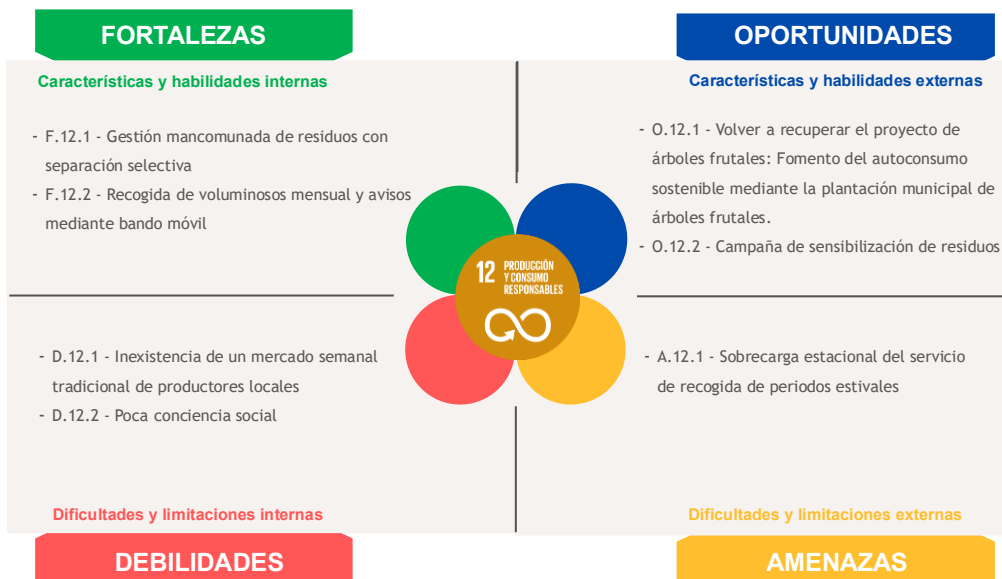 FORTALEZAS
Características y habilidades internas
- F.12.1 - Gestión mancomunada de residuos con
separación selectiva
- F.12.2 - Recogida de voluminosos mensual y avisos
mediante bando móvil
OPORTUNIDADES
Características y habilidades externas
- O.12.1 - Volver a recuperar el proyecto de
árboles frutales: Fomento del autoconsumo
sostenible mediante la plantación municipal de
árboles frutales.
- O.12.2 - Campaña de sensibilización de residuos
12 PRODUCCIÓN
Y CONSUMO
RESPONSABLES
- D.12.1 - Inexistencia de un mercado semanal
tradicional de productores locales
- D.12.2 - Poca conciencia social
Dificultades y limitaciones internas
DEBILIDADES
- A.12.1 - Sobrecarga estacional del servicio
de recogida de periodos estivales
Dificultades y limitaciones externas
AMENAZAS